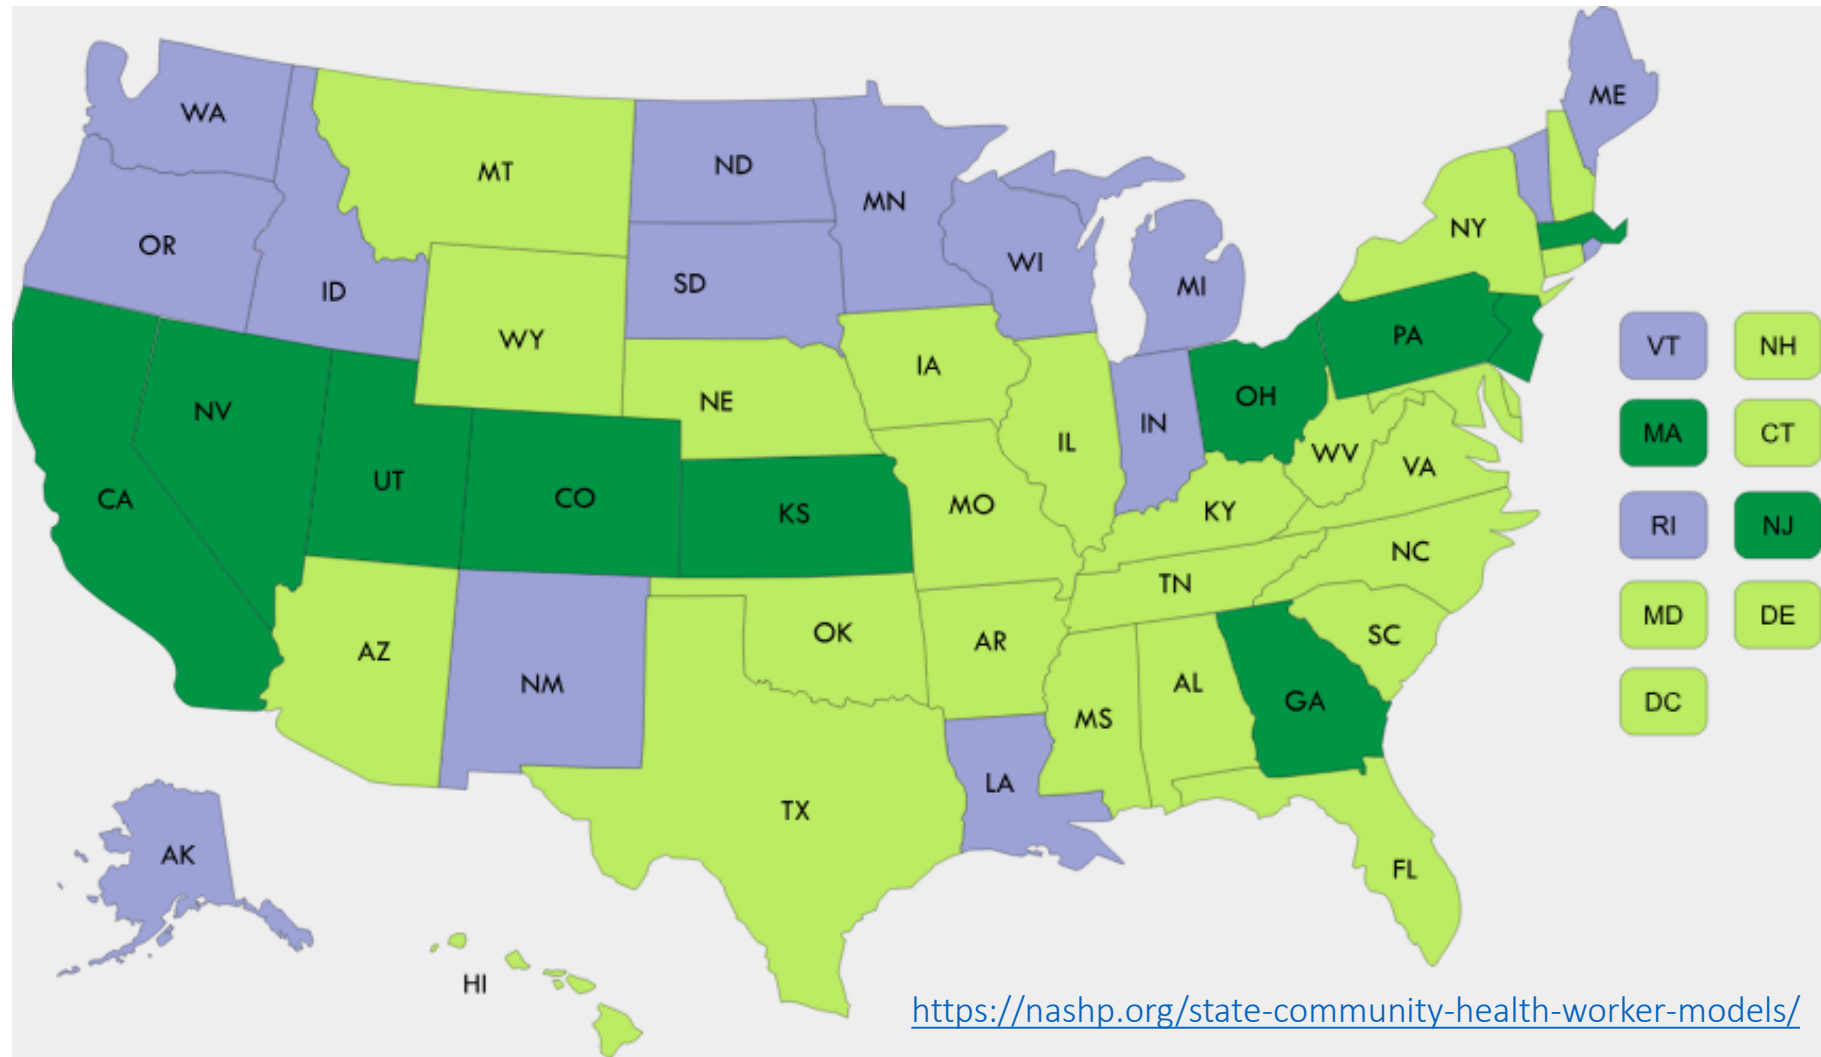 ME
WA
ND
MT
MN
NY
OR
WI
SD
MI
ID
PA
WY
VT
NH
IA
OH
NE
NV
IN
MA
CT
IL
WV
VA
UT
CO
CA
MO
KS
KY
RI
NJ
NC
TN
OK
SC
MD
DE
AR
AZ
NM
AL
GA
DC
MS
LA
TX
AK
FL
HI
https://nashp.org/state-community-health-worker-models/